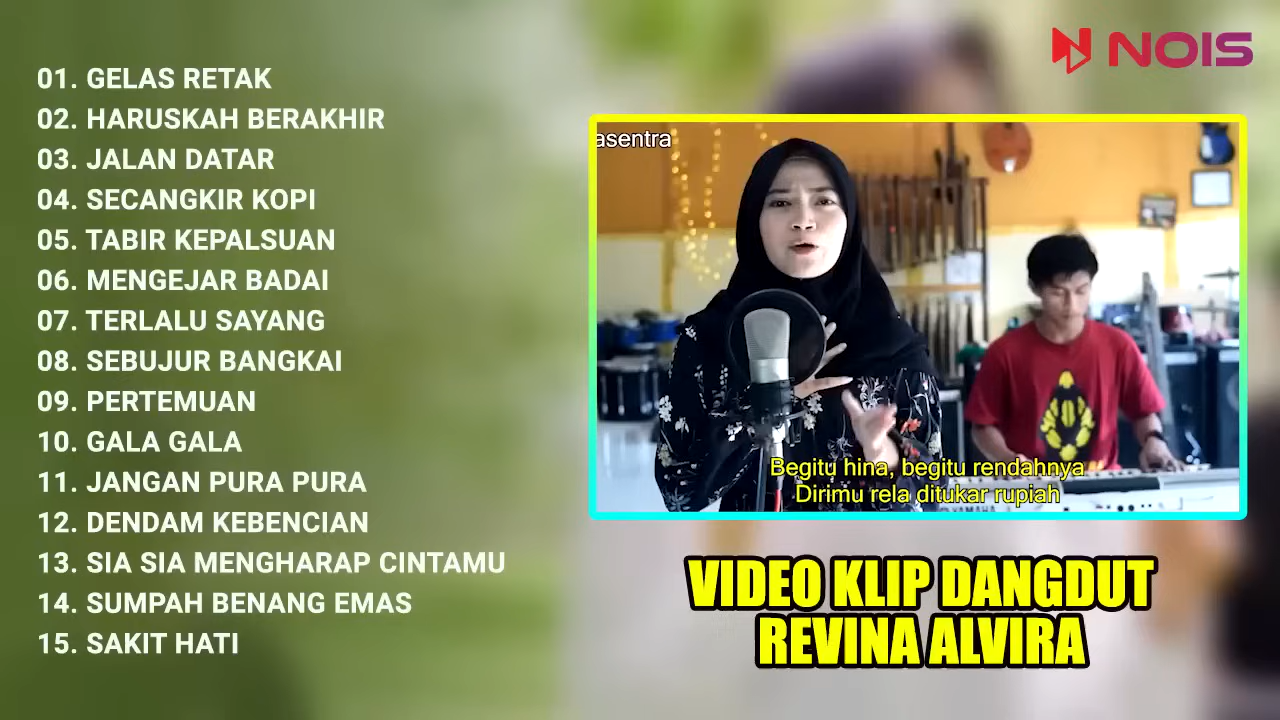 01. GELAS RETAK
02. HARUSKAH BERAKHIR
03. JALAN DATAR
04. SECANGKIR KOPI
05. TABIR KEPALSUAN
06. MENGEJAR BADAI
07. TERLALU SAYANG
08. SEBUJUR BANGKAI
09. PERTEMUAN
10. GALA GALA
11. JANGAN PURA PURA
12. DENDAM KEBENCIAN
13. SIA SIA MENGHARAP CINTAMU
14. SUMPAH BENANG EMAS
15. SAKIT HATI
NOIS
asentra
Begitu hina, begitu rendahnya
Dirimu rela ditukar rupiah
YAMAHA
VIDEO KLIP DANGDUT
REVINA ALVIRA